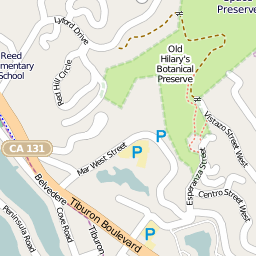 Preserve
Lyford Drive
Reed
Elementary
School
Red Hill Circle
Old
Hilary's
Botanical
Preserve
Vistazo Street West
CA 131
Mar West Street
P
Esperanza Street
Centro Street West
Belvedere
Tiburon Boulevard
Cove Road
Peninsula Road
Tiburon
P